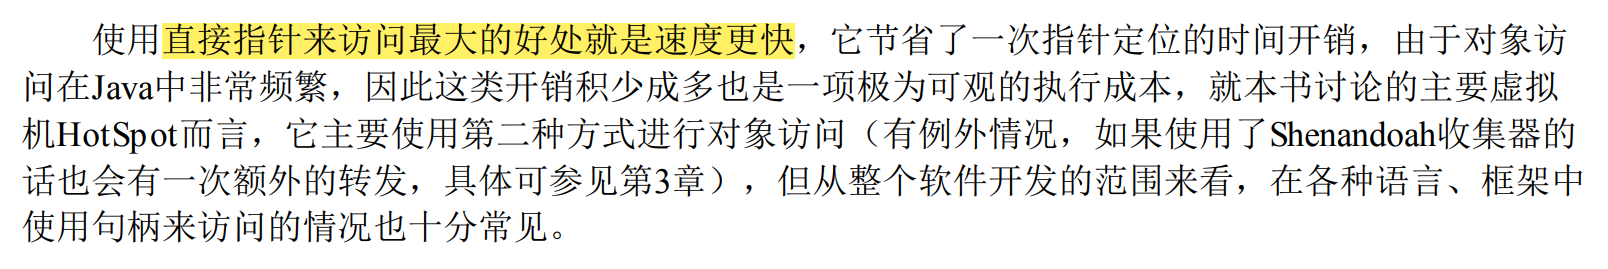 使用直接指针来访问最大的好处就是速度更快，它节省了一次指针定位的时间开销，由于对象访
问在Java中非常频繁，因此这类开销积少成多也是一项极为可观的执行成本，就本书讨论的主要虚拟
机HotSpot而言，它主要使用第二种方式进行对象访问（有例外情况，如果使用了Shenandoah收集器的
话也会有一次额外的转发，具体可参见第3章），但从整个软件开发的范围来看，在各种语言、框架中
使用句柄来访问的情况也十分常见。